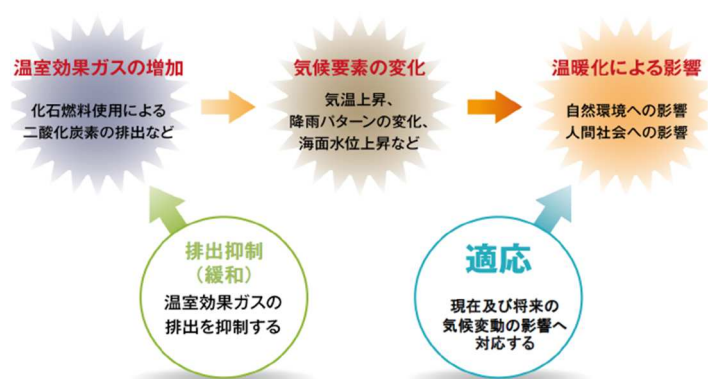 温室効果ガスの増加
化石燃料使用による
二酸化炭素の排出など
気候要素の変化
気温上昇、
降雨パターンの変化、
海面水位上昇など
温暖化による影響
自然環境への影響
人間社会への影響
排出抑制
（緩和）
温室効果ガスの
排出を抑制する
適応
現在及び将来の
気候変動の影響へ
対応する